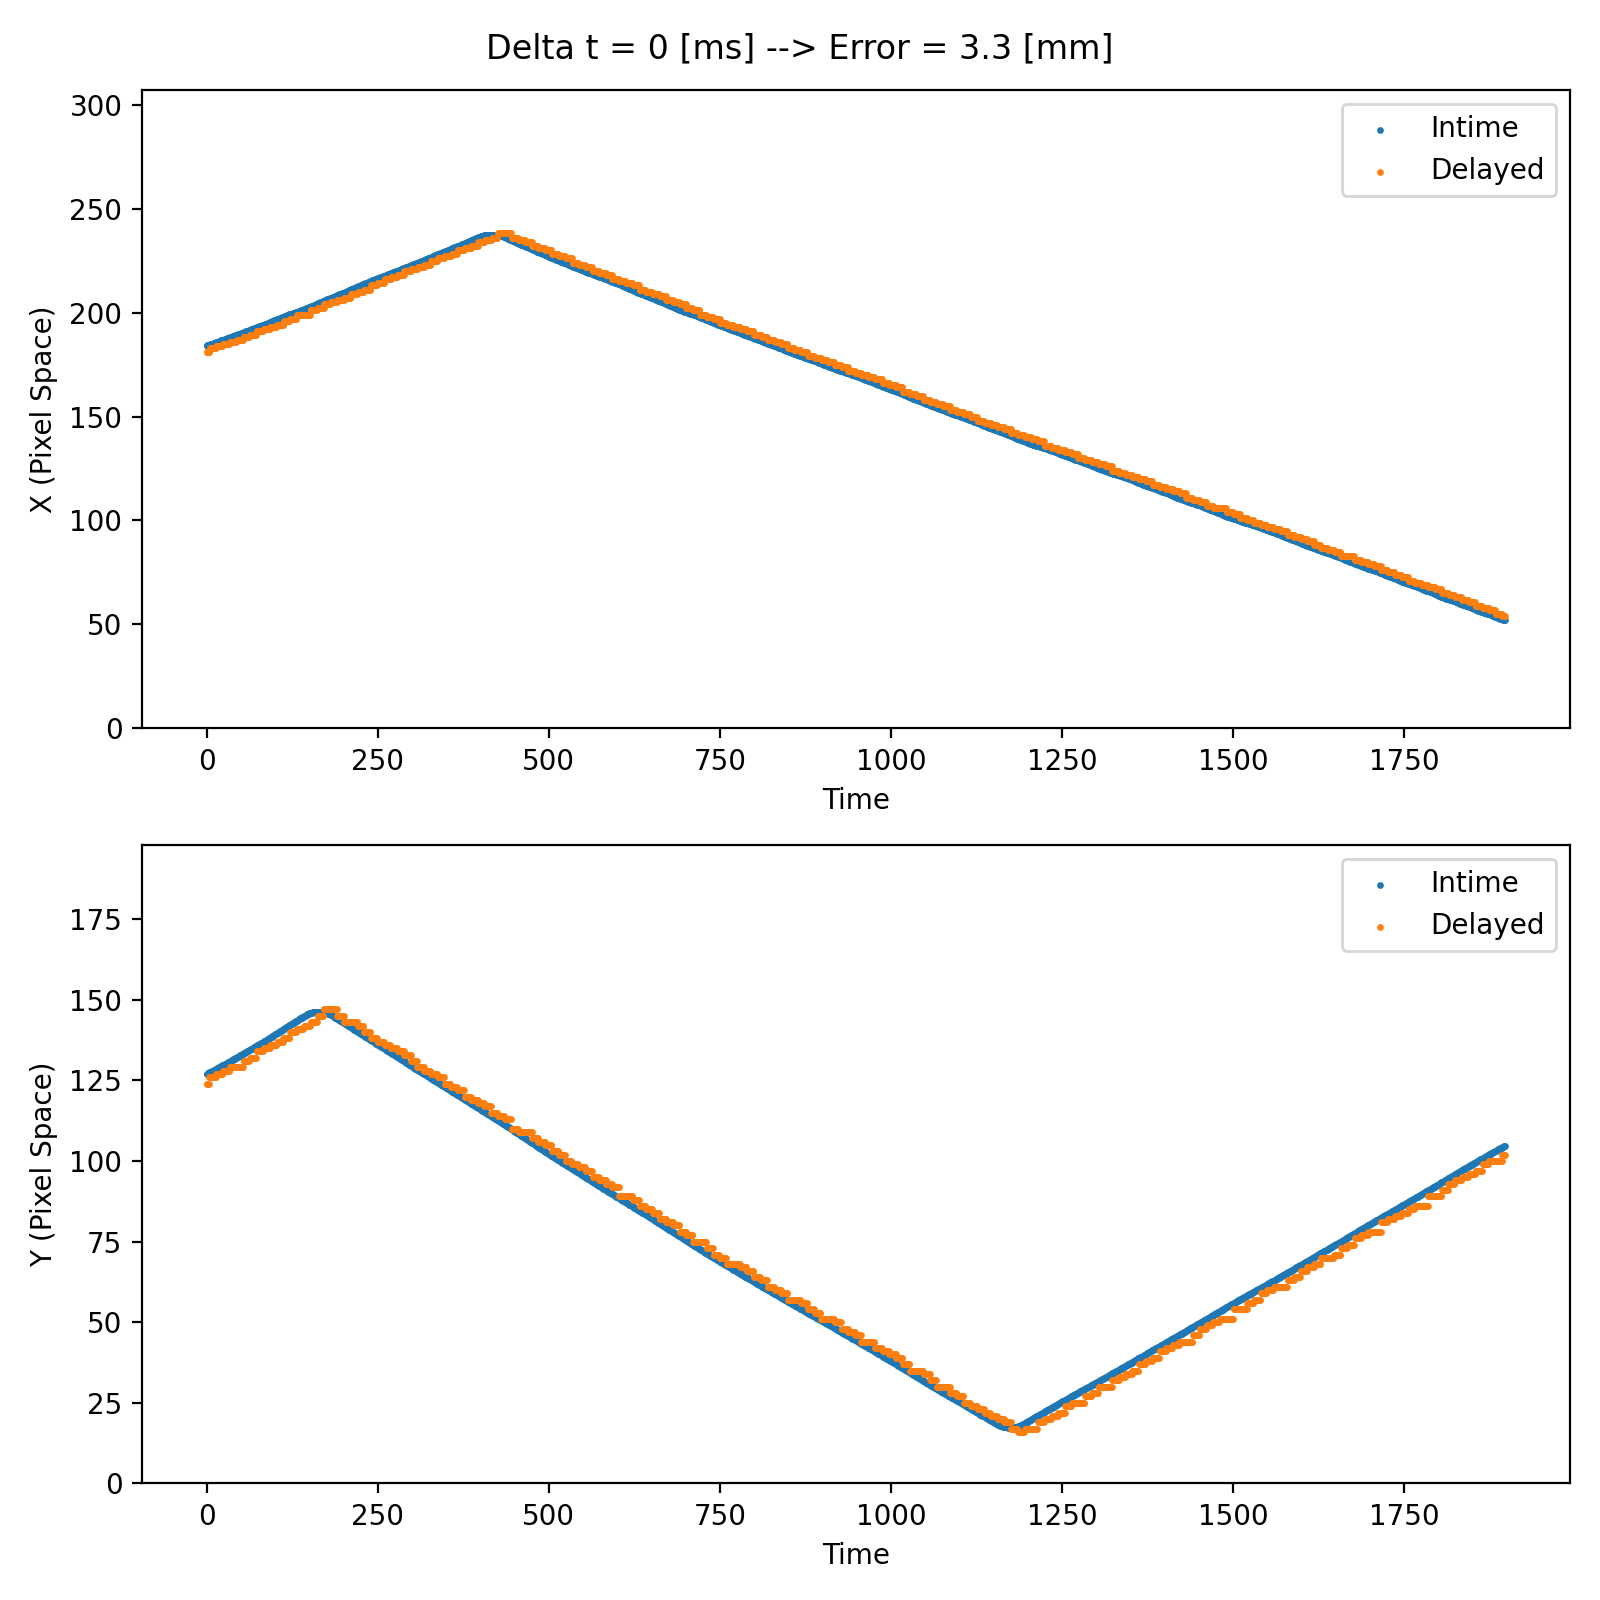 Delta t = 0 [ms] --> Error = 3.3 [mm]
300
250
200
150
100
50
0
X (Pixel Space)
Intime
Delayed
0 250 500 750 1000 1250 1500 1750
Time
175
150
125
100
75
50
25
0
Y (Pixel Space)
Intime
Delayed
0 250 500 750 1000 1250 1500 1750
Time